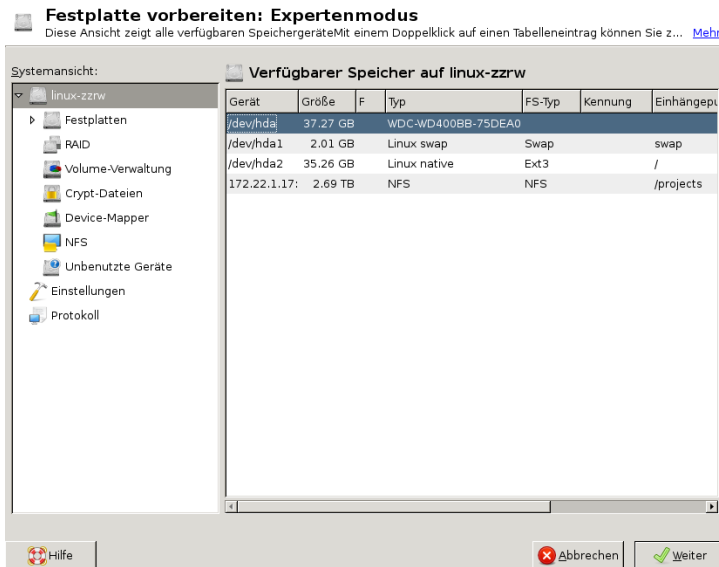 Festplatte vorbereiten: Expertenmodus
Diese Ansicht zeigt alle verfügbaren SpeichergeräteMit einem Doppelklick auf einen Tabelleneintrag können Sie z... Mehr
Systemansicht:
linux-zzrw
Festplatten
RAID
Volume-Verwaltung
Crypt-Dateien
Device-Mapper
NFS
Unbenutzte Geräte
Einstellungen
Protokoll
Verfügbarer Speicher auf linux-zzrw
Gerät Größe F Typ FS-Typ Kennung Einhängepu
/dev/hda 37.27 GB WDC-WD400BB-75DEA0
/dev/hda1 2.01 GB Linux swap Swap swap
/dev/hda2 35.26 GB Linux native Ext3 /
172.22.1.17: 2.69 TB NFS NFS /projects
Hilfe Abbrechen Weiter